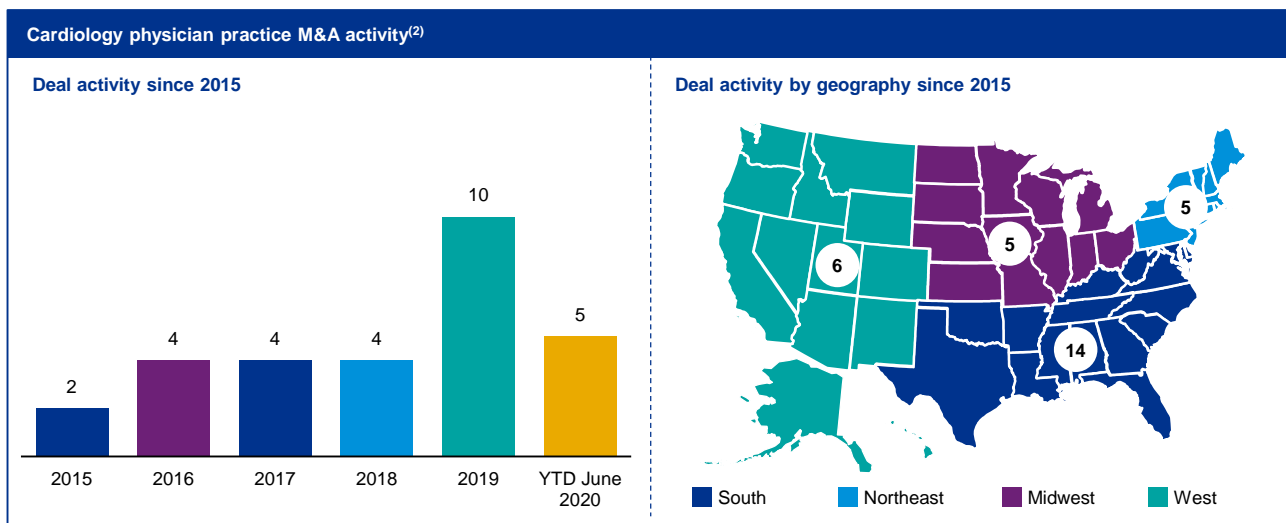 Cardiology physician practice M&A activity(2)
Deal activity since 2015
2
4
4
4
10
5
2015
2016
2017
2018
2019
YTD June
2020
Deal activity by geography since 2015
5
5
6
14
South
Northeast
Midwest
West